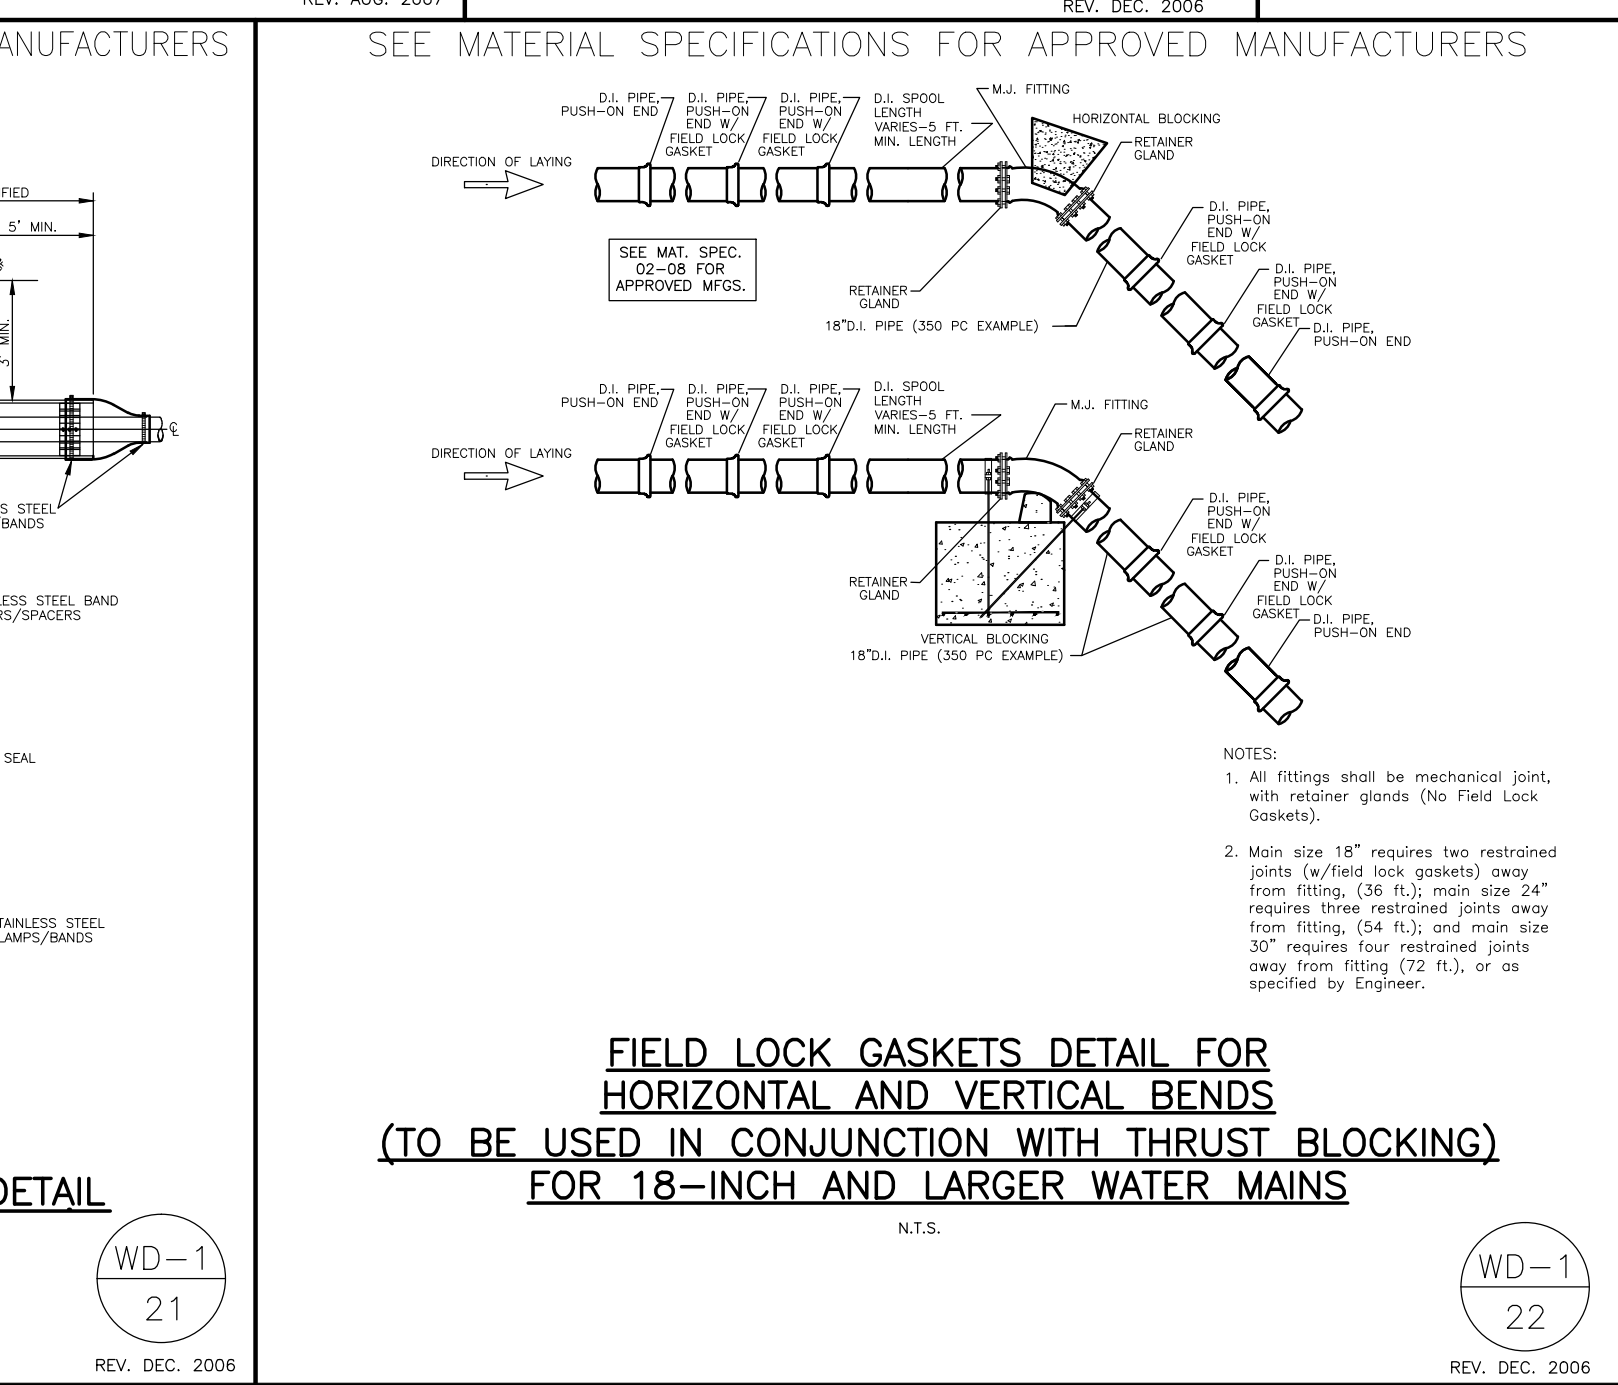 REV. AUG. 2007
REV. DEC. 2006
ANUFACTURERS
FIED
5' MIN.
3' MIN.
℄
S STEEL
/BANDS
LESS STEEL BAND
RS/SPACERS
SEAL
TAINLESS STEEL
LAMPS/BANDS
DETAIL
WD-1
21
REV. DEC. 2006
SEE MATERIAL SPECIFICATIONS FOR APPROVED MANUFACTURERS
D.I. PIPE,
PUSH-ON END
D.I. PIPE,
PUSH-ON
END W/
FIELD LOCK
GASKET
D.I. PIPE,
PUSH-ON
END W/
FIELD LOCK
GASKET
D.I. SPOOL
LENGTH
VARIES-5 FT.
MIN. LENGTH
M.J. FITTING
HORIZONTAL BLOCKING
RETAINER
GLAND
DIRECTION OF LAYING
D.I. PIPE,
PUSH-ON
END W/
FIELD LOCK
GASKET
SEE MAT. SPEC.
02-08 FOR
APPROVED MFGS.
D.I. PIPE,
PUSH-ON
END W/
FIELD LOCK
GASKET
RETAINER
GLAND
18"D.I. PIPE (350 PC EXAMPLE)
D.I. PIPE,
PUSH-ON END
D.I. PIPE,
PUSH-ON END
D.I. PIPE,
PUSH-ON
END W/
FIELD LOCK
GASKET
D.I. PIPE,
PUSH-ON
END W/
FIELD LOCK
GASKET
D.I. SPOOL
LENGTH
VARIES-5 FT.
MIN. LENGTH
M.J. FITTING
RETAINER
GLAND
DIRECTION OF LAYING
D.I. PIPE,
PUSH-ON
END W/
FIELD LOCK
GASKET
D.I. PIPE,
PUSH-ON
END W/
FIELD LOCK
GASKET
RETAINER
GLAND
D.I. PIPE,
PUSH-ON END
VERTICAL BLOCKING
18"D.I. PIPE (350 PC EXAMPLE)
NOTES:
1. All fittings shall be mechanical joint,
with retainer glands (No Field Lock
Gaskets).
2. Main size 18" requires two restrained
joints (w/field lock gaskets) away
from fitting, (36 ft.); main size 24"
requires three restrained joints away
from fitting, (54 ft.); and main size
30" requires four restrained joints
away from fitting (72 ft.), or as
specified by Engineer.
FIELD LOCK GASKETS DETAIL FOR
HORIZONTAL AND VERTICAL BENDS
(TO BE USED IN CONJUNCTION WITH THRUST BLOCKING)
FOR 18-INCH AND LARGER WATER MAINS
N.T.S.
WD-1
22
REV. DEC. 2006